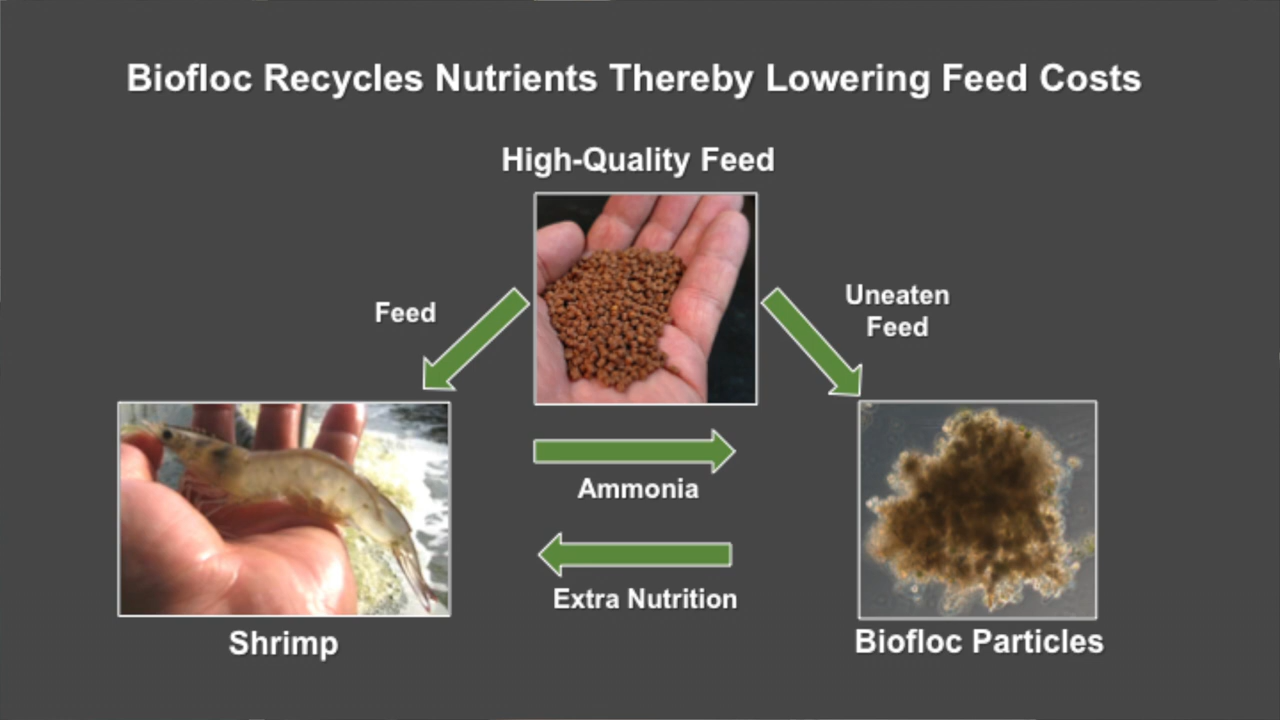 Biofloc Recycles Nutrients Thereby Lowering Feed Costs
High-Quality Feed
Feed
Uneaten
Feed
Ammonia
Extra Nutrition
Shrimp
Biofloc Particles